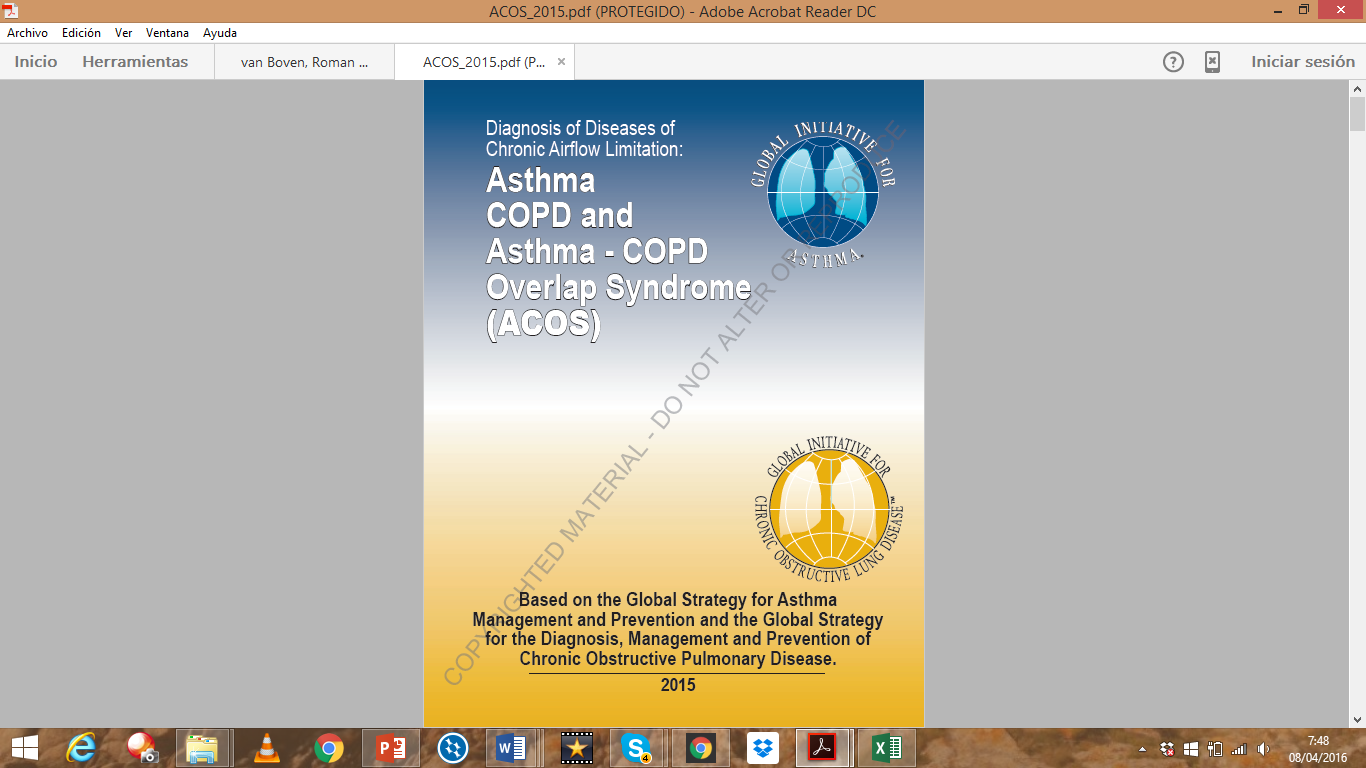 ACOS_2015.pdf (PROTEGIDO) - Adobe Acrobat Reader DC
Archivo Edición Ver Ventana Ayuda
Inicio Herramientas van Boven, Roman ... ACOS_2015.pdf (P... × ? Iniciar sesión
Diagnosis of Diseases of
Chronic Airflow Limitation:
Asthma
COPD and
Asthma - COPD
Overlap Syndrome
(ACOS)
GLOBAL INITIATIVE FOR
ASTHMA
COPYRIGHTED MATERIAL - DO NOT ALTER OR REPRODUCE
GLOBAL INITIATIVE FOR
CHRONIC OBSTRUCTIVE LUNG DISEASE™
Based on the Global Strategy for Asthma
Management and Prevention and the Global Strategy
for the Diagnosis, Management and Prevention of
Chronic Obstructive Pulmonary Disease.
2015
4
7:48
08/04/2016